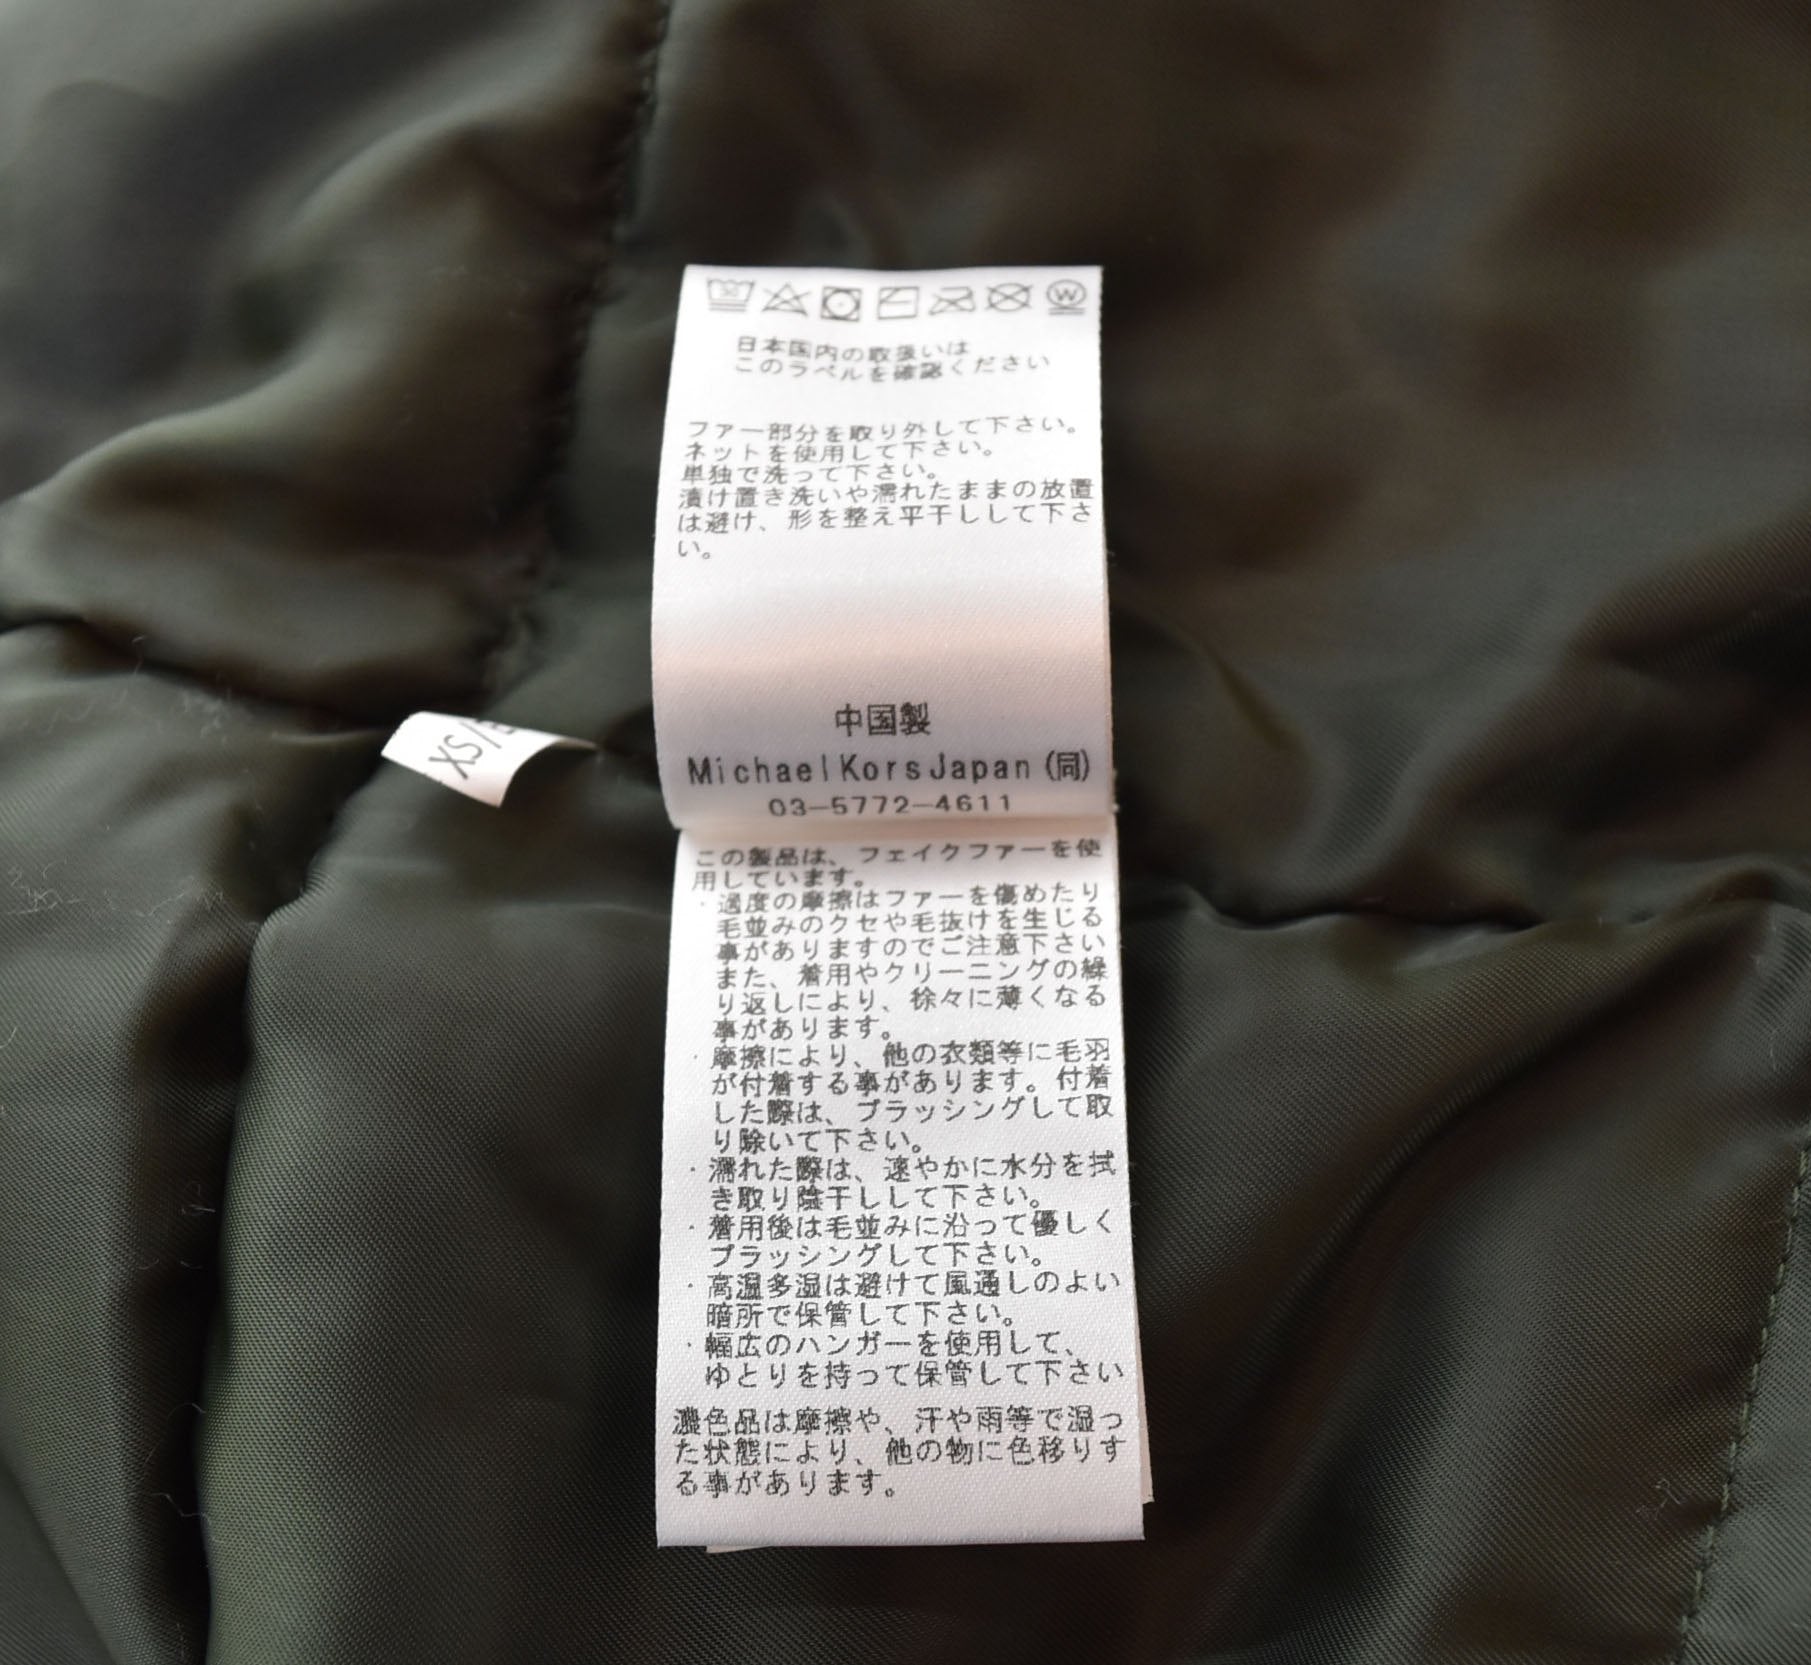 日本国内の取扱いは
このラベルを確認ください
ファー部分を取り外して下さい。
ネットを使用して下さい。
単独で洗って下さい。
漬け置き洗いや濡れたままの放置
は避け、形を整え平干しして下さ
い。
中国製
Michael Kors Japan (同)
03-5772-4611
XS/
この製品は、フェイクファーを使
用しています。
・過度の摩擦はファーを傷めたり
毛並みのクセや毛抜けを生じる
事がありますのでご注意下さい
また、着用やクリーニングの繰
り返しにより、徐々に薄くなる
事があります。
・摩擦により、他の衣類等に毛羽
が付着する事があります。付着
した際は、ブラッシングして取
り除いて下さい。
・濡れた際は、速やかに水分を拭
き取り陰干しして下さい。
・着用後は毛並みに沿って優しく
ブラッシングして下さい。
・高温多湿は避けて風通しのよい
暗所で保管して下さい。
・幅広のハンガーを使用して、
ゆとりを持って保管して下さい
濃色品は摩擦や、汗や雨等で湿っ
た状態により、他の物に色移りす
る事があります。